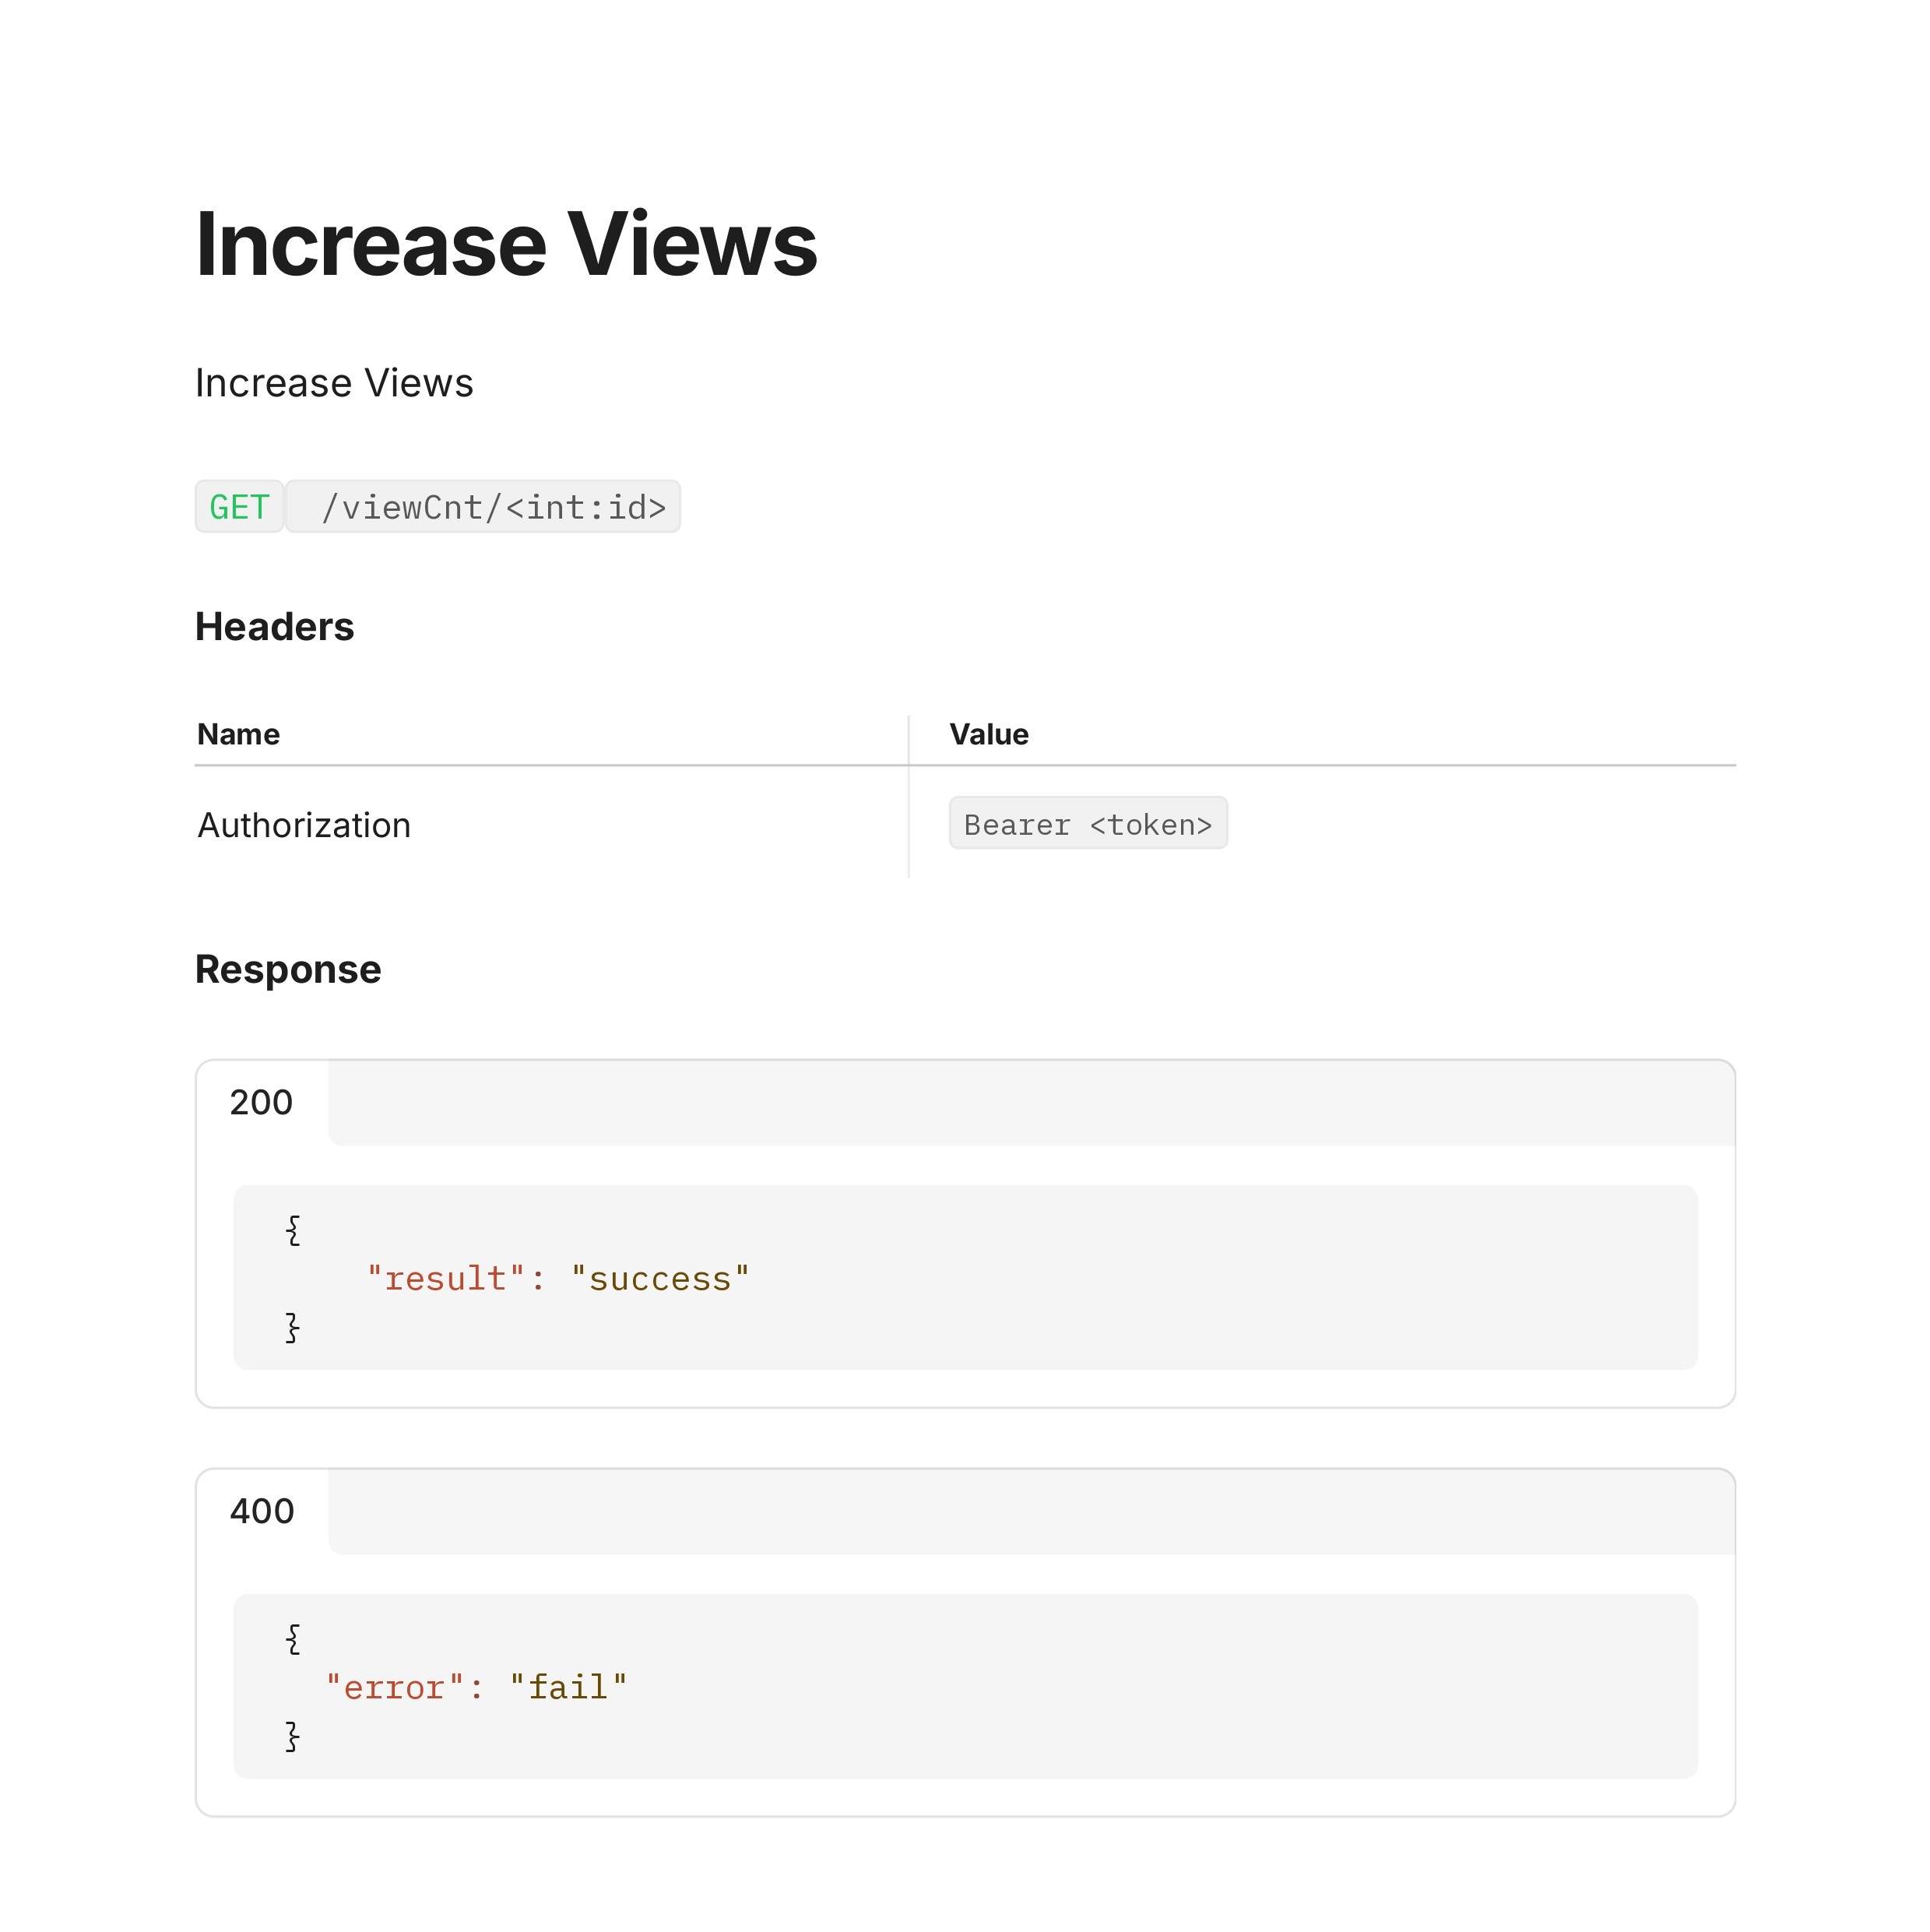 Increase Views
Increase Views
GET /viewCnt/<int:id>
Headers
Name Value
Authorization Bearer <token>
Response
200
{
"result": "success"
}
400
{
"error": "fail"
}